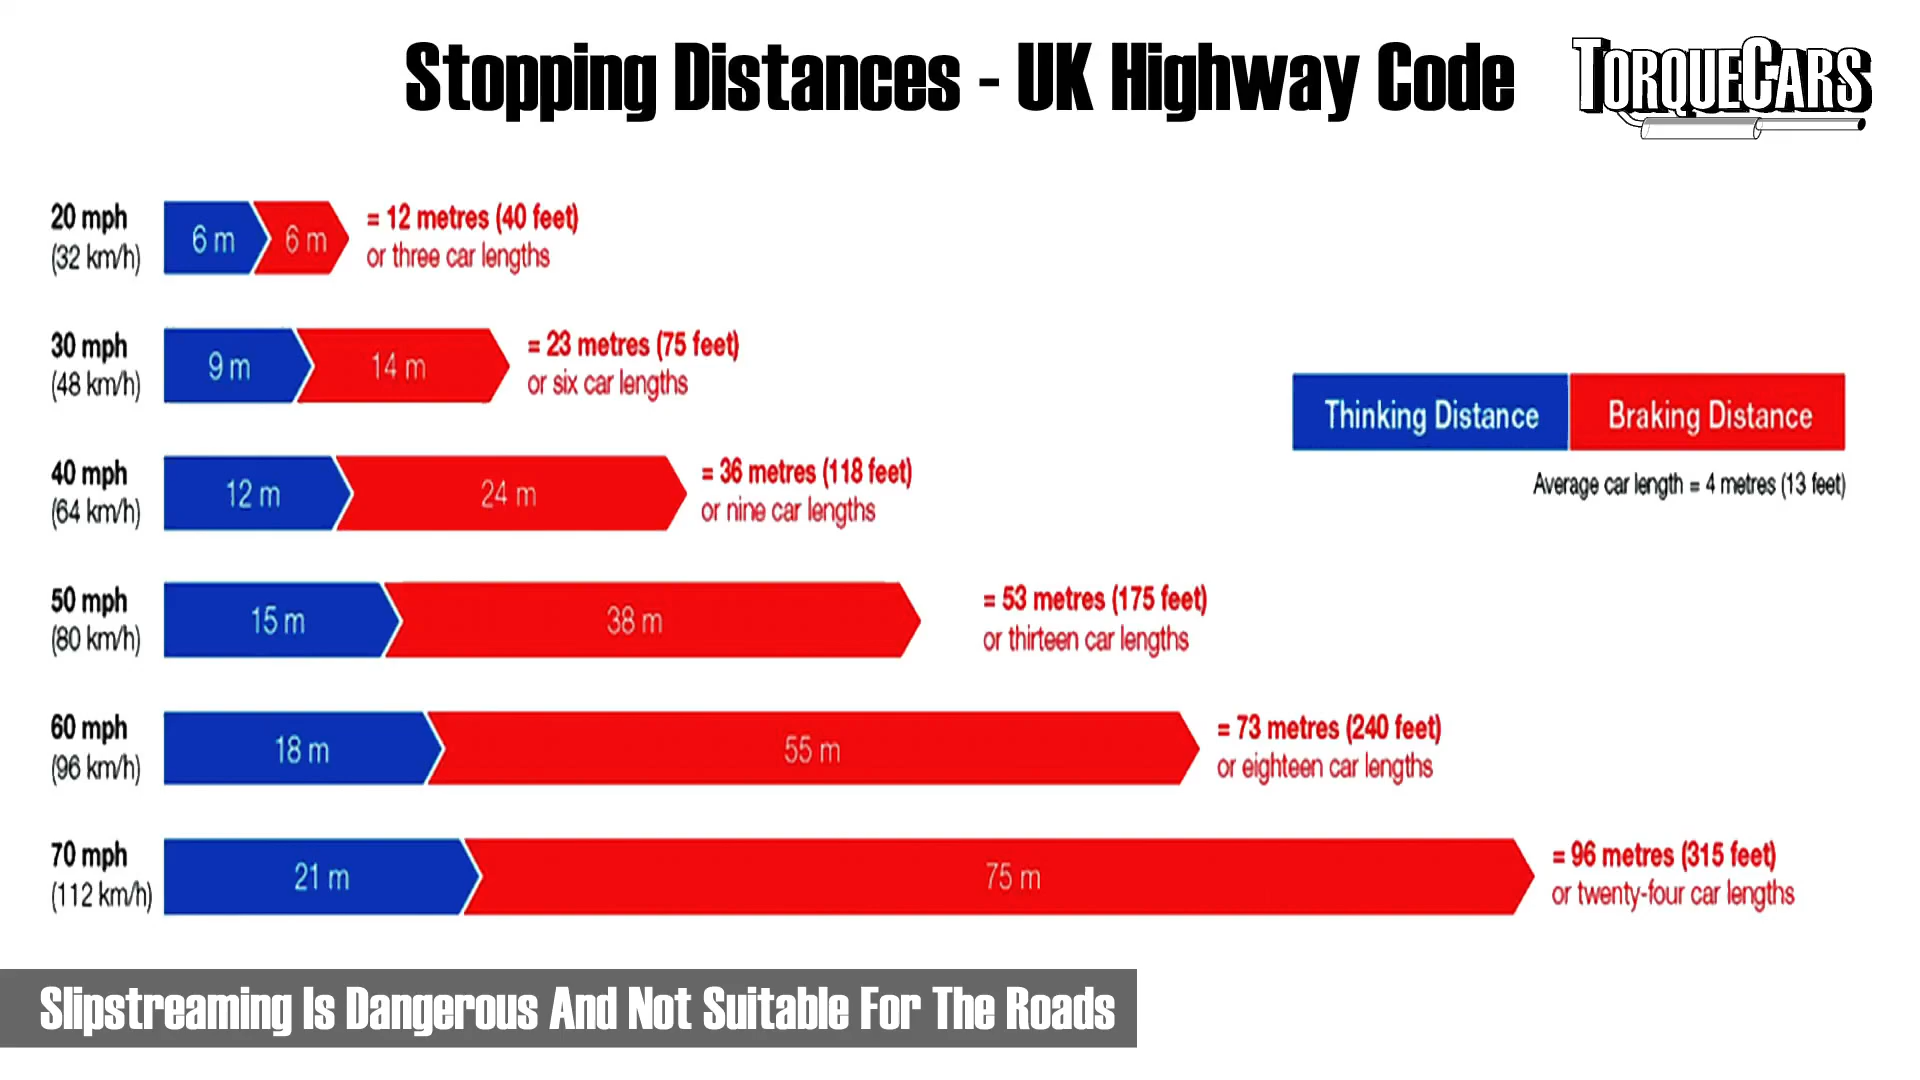 Stopping Distances - UK Highway Code
TORQUECARS
20 mph
(32 km/h)
6 m
6 m
= 12 metres (40 feet)
or three car lengths
30 mph
(48 km/h)
9 m
14 m
= 23 metres (75 feet)
or six car lengths
40 mph
(64 km/h)
12 m
24 m
= 36 metres (118 feet)
or nine car lengths
Thinking Distance
Braking Distance
Average car length = 4 metres (13 feet)
50 mph
(80 km/h)
15 m
38 m
= 53 metres (175 feet)
or thirteen car lengths
60 mph
(96 km/h)
18 m
55 m
= 73 metres (240 feet)
or eighteen car lengths
70 mph
(112 km/h)
21 m
75 m
= 96 metres (315 feet)
or twenty-four car lengths
Slipstreaming Is Dangerous And Not Suitable For The Roads